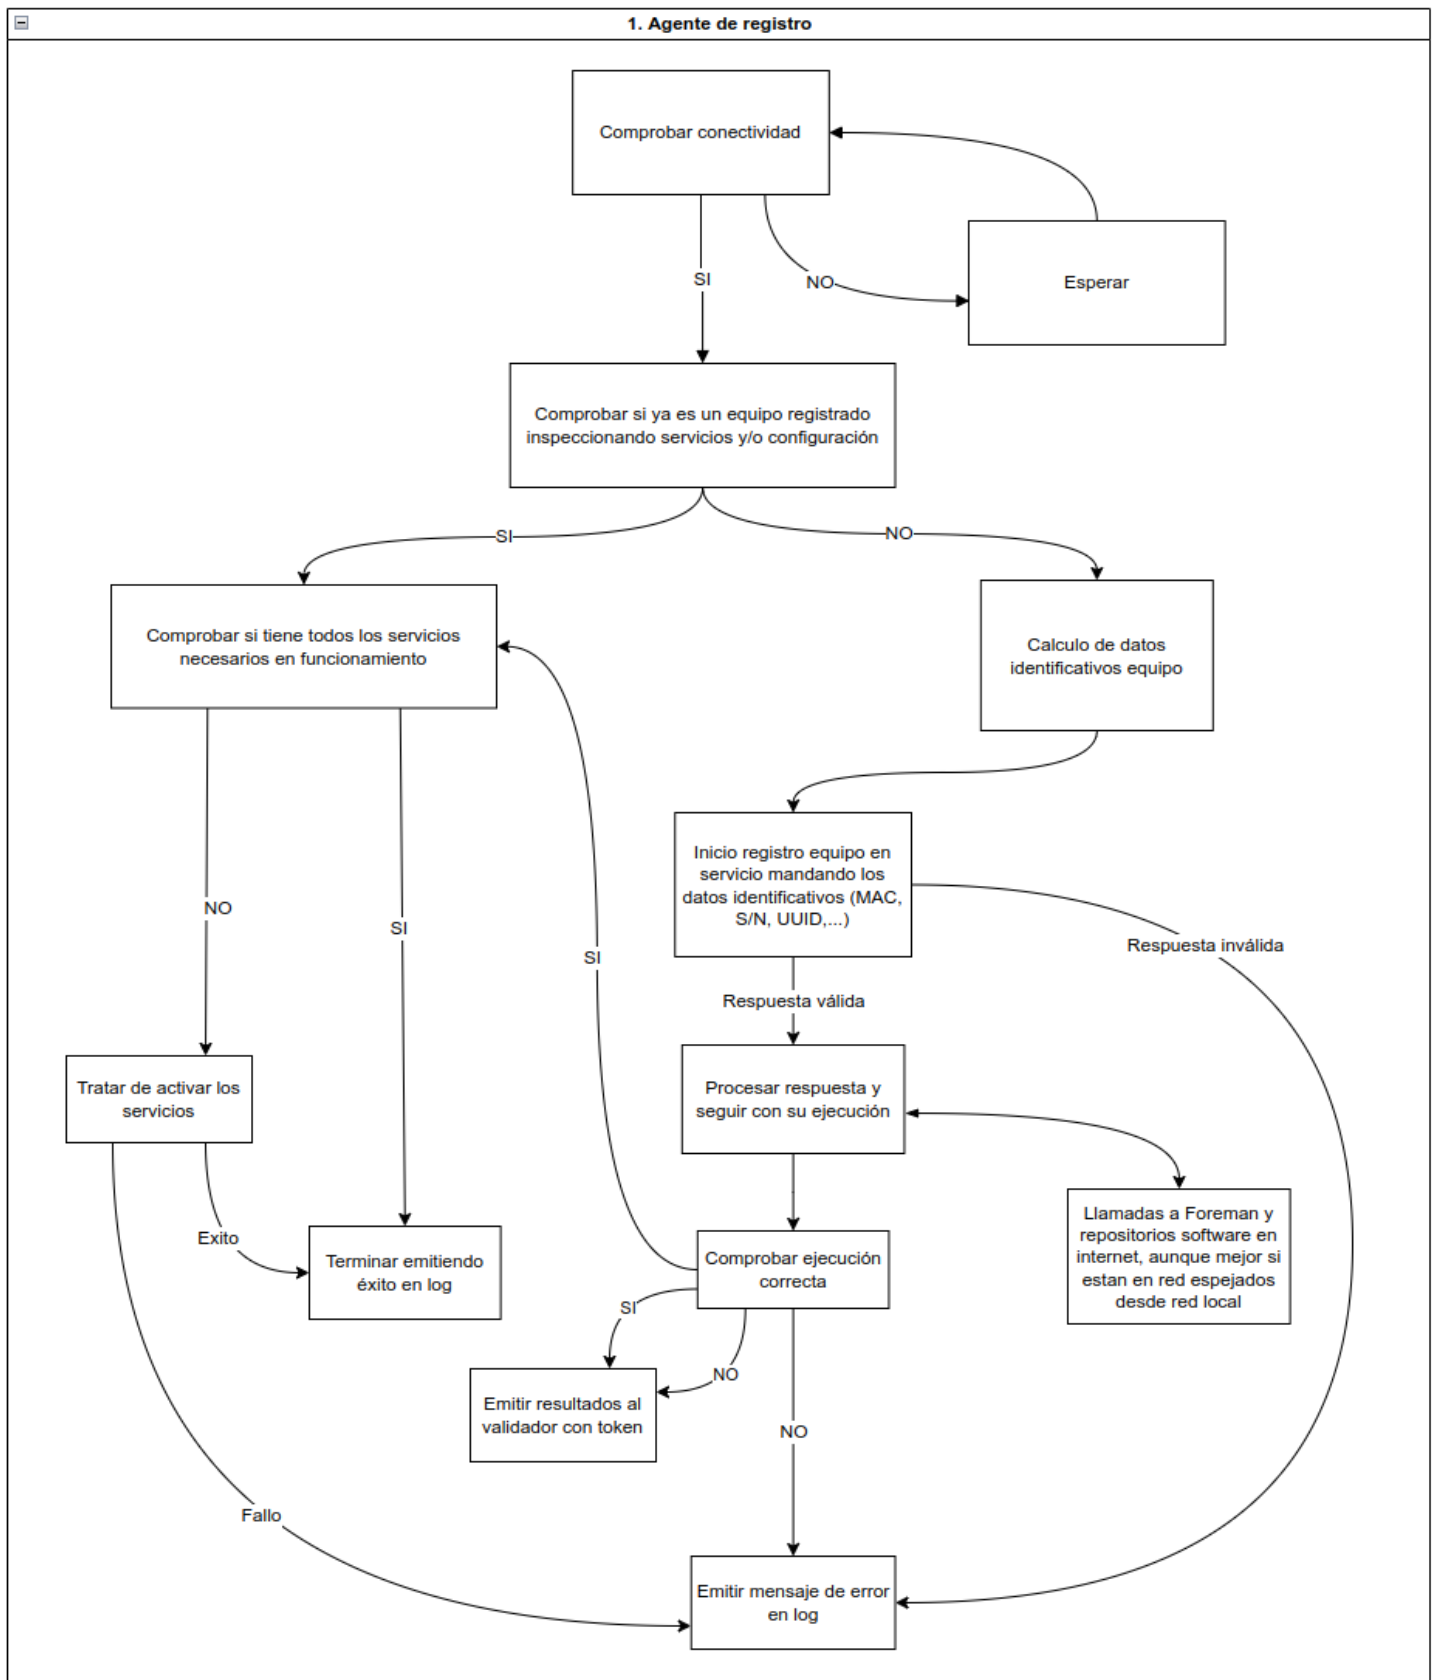 1. Agente de registro
Comprobar conectividad
Esperar
SI
NO
Comprobar si ya es un equipo registrado
inspeccionando servicios y/o configuración
SI
NO
Comprobar si tiene todos los servicios
necesarios en funcionamiento
Calculo de datos
identificativos equipo
Inicio registro equipo en
servicio mandando los
datos identificativos (MAC,
S/N, UUID,...)
NO
SI
SI
Respuesta inválida
Respuesta válida
Tratar de activar los
servicios
Procesar respuesta y
seguir con su ejecución
Llamadas a Foreman y
repositorios software en
internet, aunque mejor si
estan en red espejados
desde red local
Exito
Terminar emitiendo
éxito en log
Comprobar ejecución
correcta
SI
NO
Emitir resultados al
validador con token
NO
Fallo
Emitir mensaje de error
en log